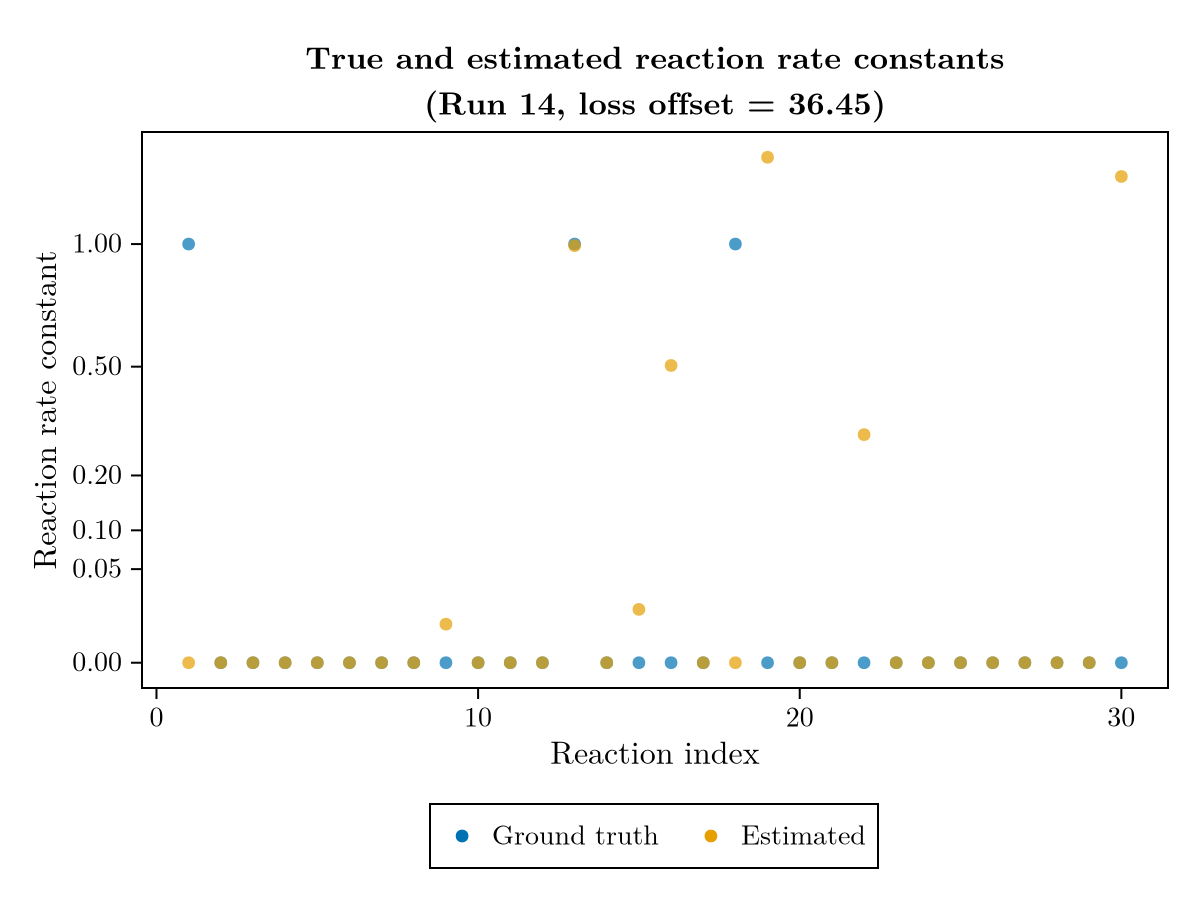 True and estimated reaction rate constants
(Run 14, loss offset = 36.45)
Reaction rate constant
1.00
0.50
0.20
0.10
0.05
0.00
0 10 20 30
Reaction index
Ground truth Estimated